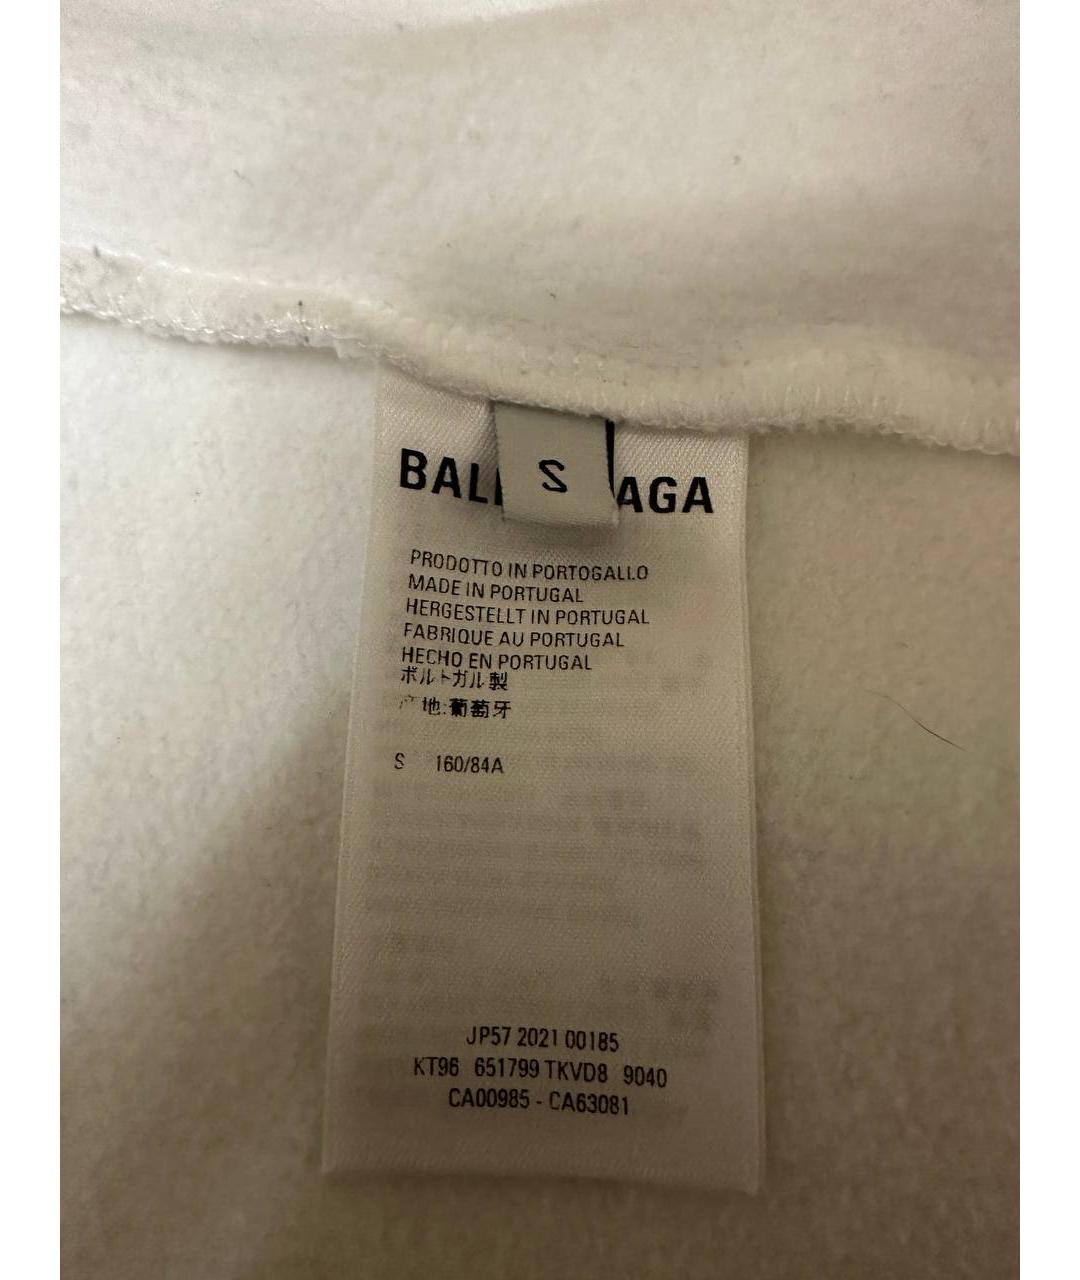 S
BAL AGA
PRODOTTO IN PORTOGALLO
MADE IN PORTUGAL
HERGESTELLT IN PORTUGAL
FABRIQUE AU PORTUGAL
HECHO EN PORTUGAL
ポルトガル製
产地:葡萄牙
S 160/84A
JP57 2021 00185
KT96 651799 TKVD8 9040
CA00985 - CA63081